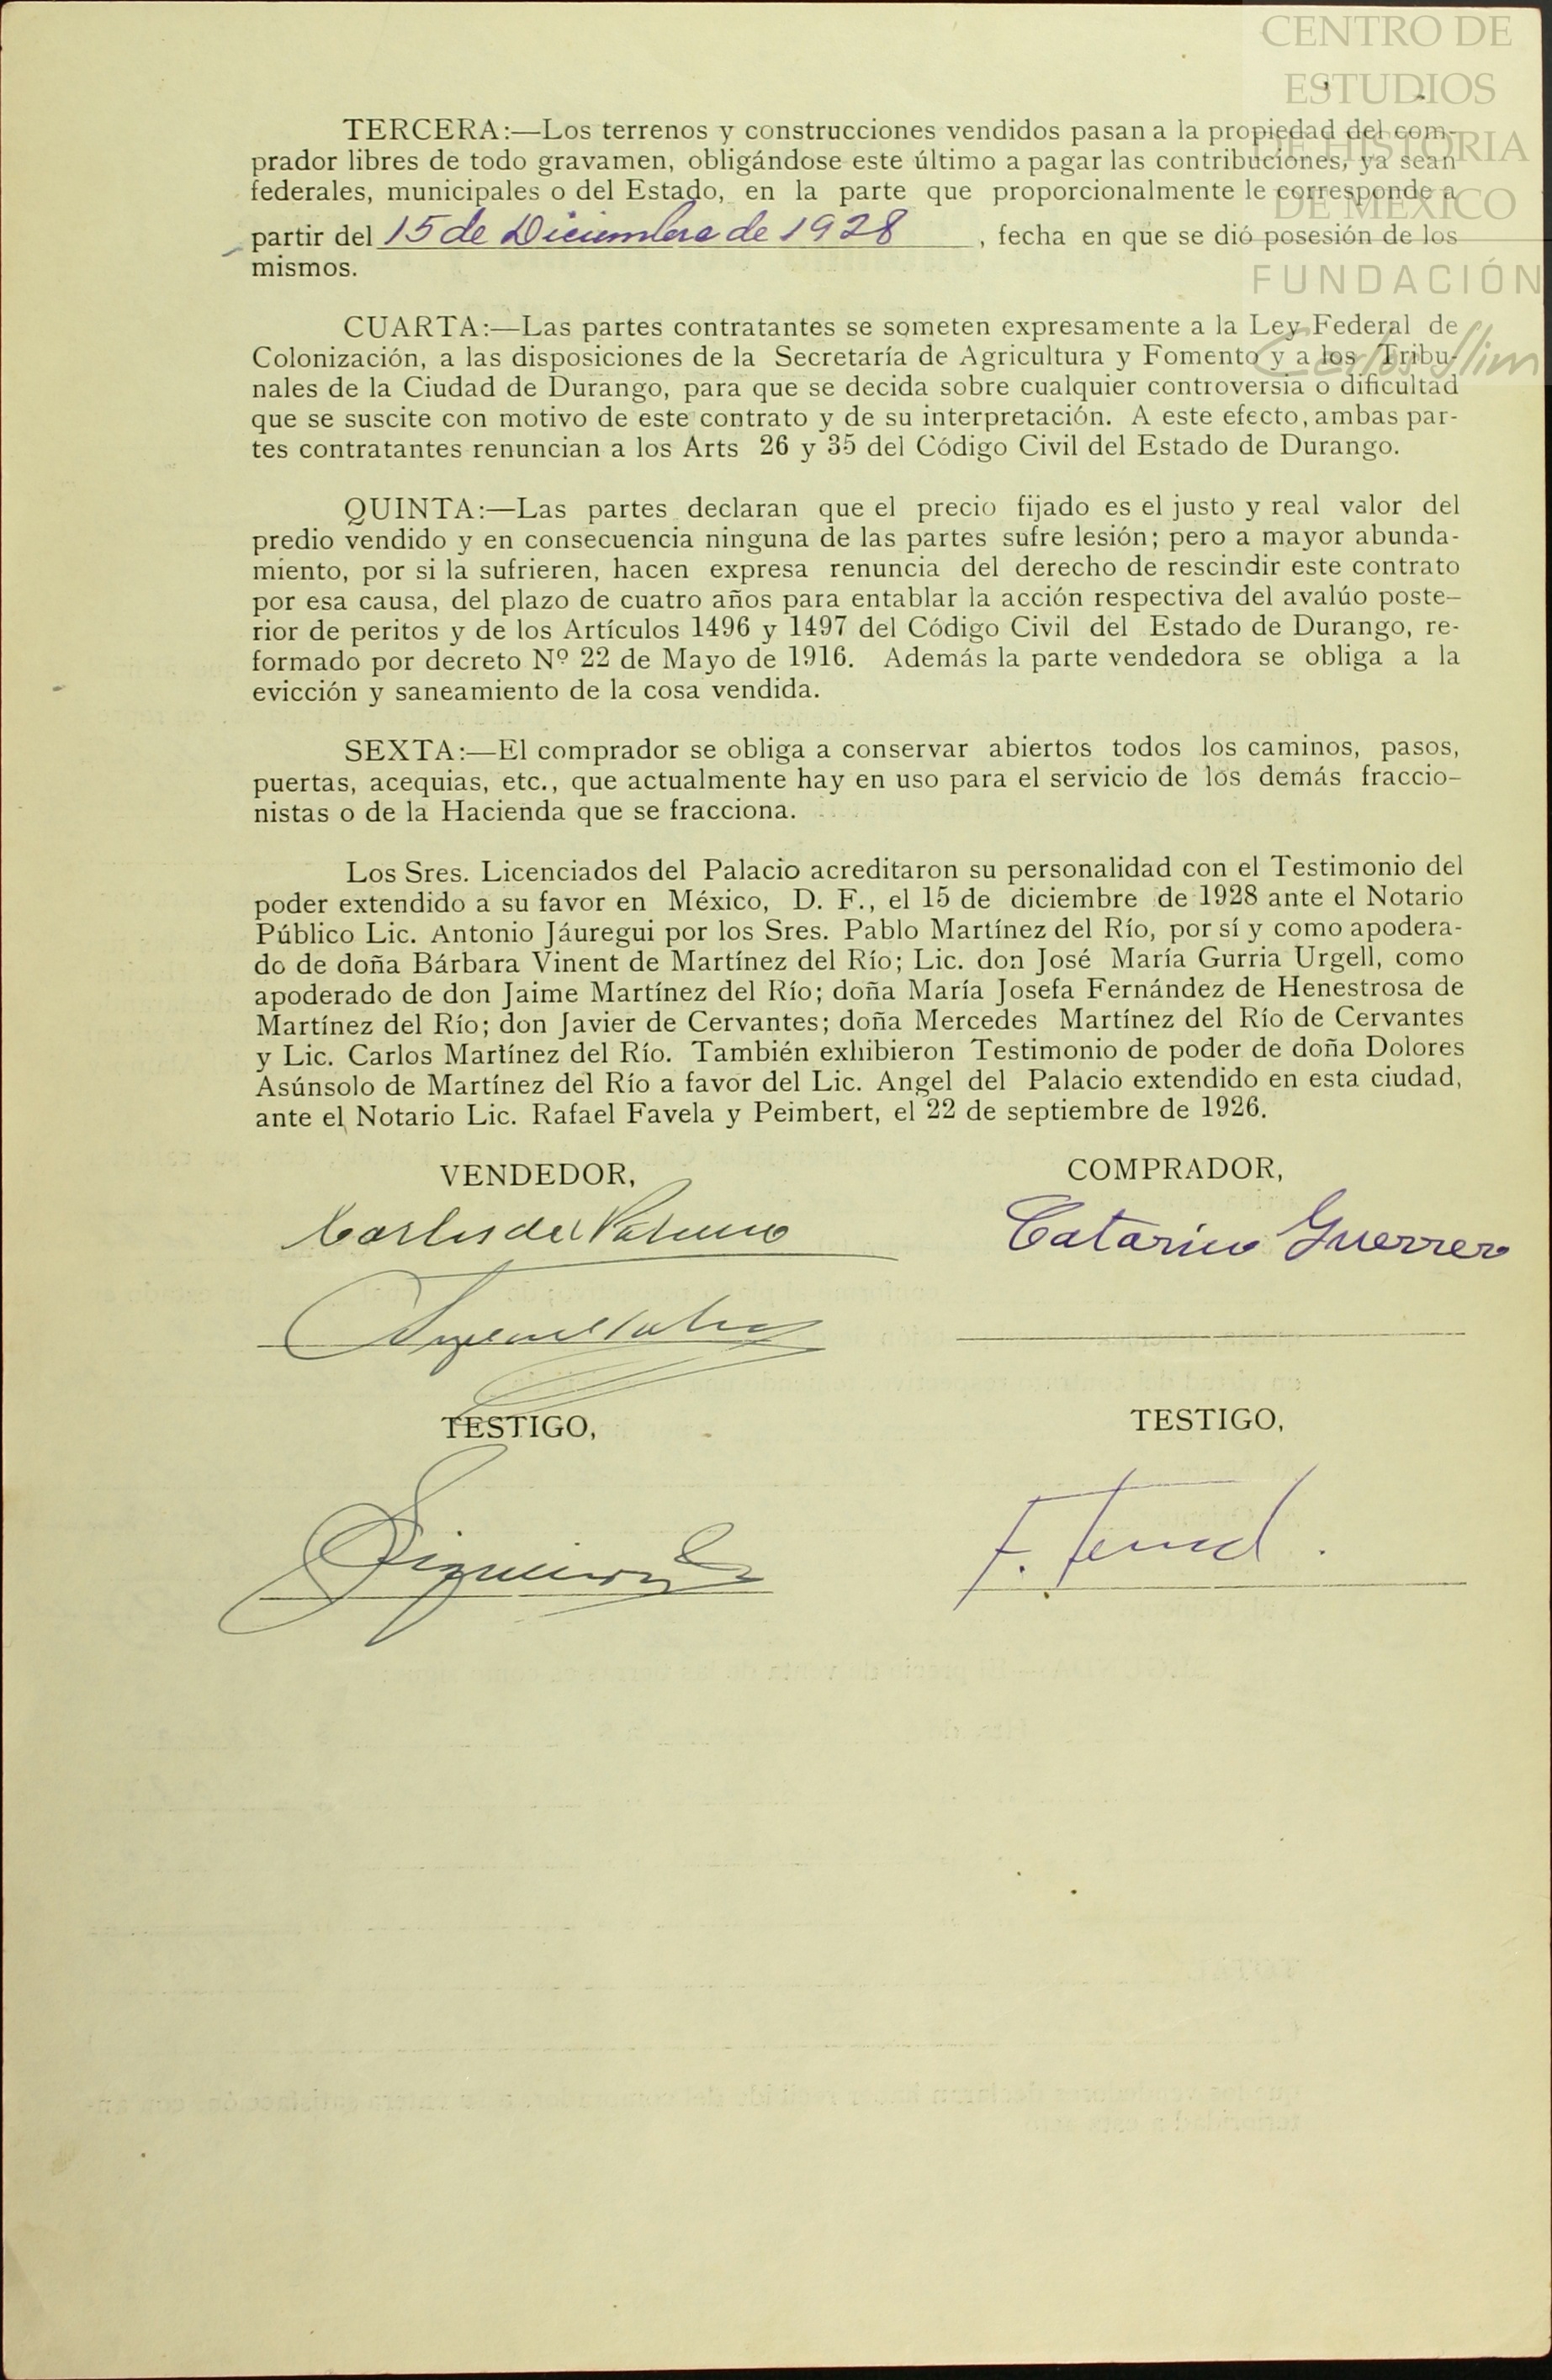 CENTRO DE
ESTUDIOS
DE HISTORIA
DE MÉXICO
FUNDACIÓN
Carlos Slim
TERCERA:—Los terrenos y construcciones vendidos pasan a la propiedad del com-
prador libres de todo gravamen, obligándose este último a pagar las contribuciones, ya sean
federales, municipales o del Estado, en la parte que proporcionalmente le corresponde a
partir del 15 de Diciembre de 1928, fecha en que se dió posesión de los
mismos.
CUARTA:—Las partes contratantes se someten expresamente a la Ley Federal de
Colonización, a las disposiciones de la Secretaría de Agricultura y Fomento y a los Tribu-
nales de la Ciudad de Durango, para que se decida sobre cualquier controversia o dificultad
que se suscite con motivo de este contrato y de su interpretación. A este efecto, ambas par-
tes contratantes renuncian a los Arts 26 y 35 del Código Civil del Estado de Durango.
QUINTA:—Las partes declaran que el precio fijado es el justo y real valor del
predio vendido y en consecuencia ninguna de las partes sufre lesión; pero a mayor abunda-
miento, por si la sufrieren, hacen expresa renuncia del derecho de rescindir este contrato
por esa causa, del plazo de cuatro años para entablar la acción respectiva del avalúo poste-
rior de peritos y de los Artículos 1496 y 1497 del Código Civil del Estado de Durango, re-
formado por decreto Nº 22 de Mayo de 1916. Además la parte vendedora se obliga a la
evicción y saneamiento de la cosa vendida.
SEXTA:—El comprador se obliga a conservar abiertos todos los caminos, pasos,
puertas, acequias, etc., que actualmente hay en uso para el servicio de los demás fraccio-
nistas o de la Hacienda que se fracciona.
Los Sres. Licenciados del Palacio acreditaron su personalidad con el Testimonio del
poder extendido a su favor en México, D. F., el 15 de diciembre de 1928 ante el Notario
Público Lic. Antonio Jáuregui por los Sres. Pablo Martínez del Río, por sí y como apodera-
do de doña Bárbara Vinent de Martínez del Río; Lic. don José María Gurria Urgell, como
apoderado de don Jaime Martínez del Río; doña María Josefa Fernández de Henestrosa de
Martínez del Río; don Javier de Cervantes; doña Mercedes Martínez del Río de Cervantes
y Lic. Carlos Martínez del Río. También exhibieron Testimonio de poder de doña Dolores
Asúnsolo de Martínez del Río a favor del Lic. Angel del Palacio extendido en esta ciudad,
ante el Notario Lic. Rafael Favela y Peimbert, el 22 de septiembre de 1926.
VENDEDOR,
COMPRADOR,
Carlos del Palacio
Catarino Guerrero
TESTIGO,
TESTIGO,